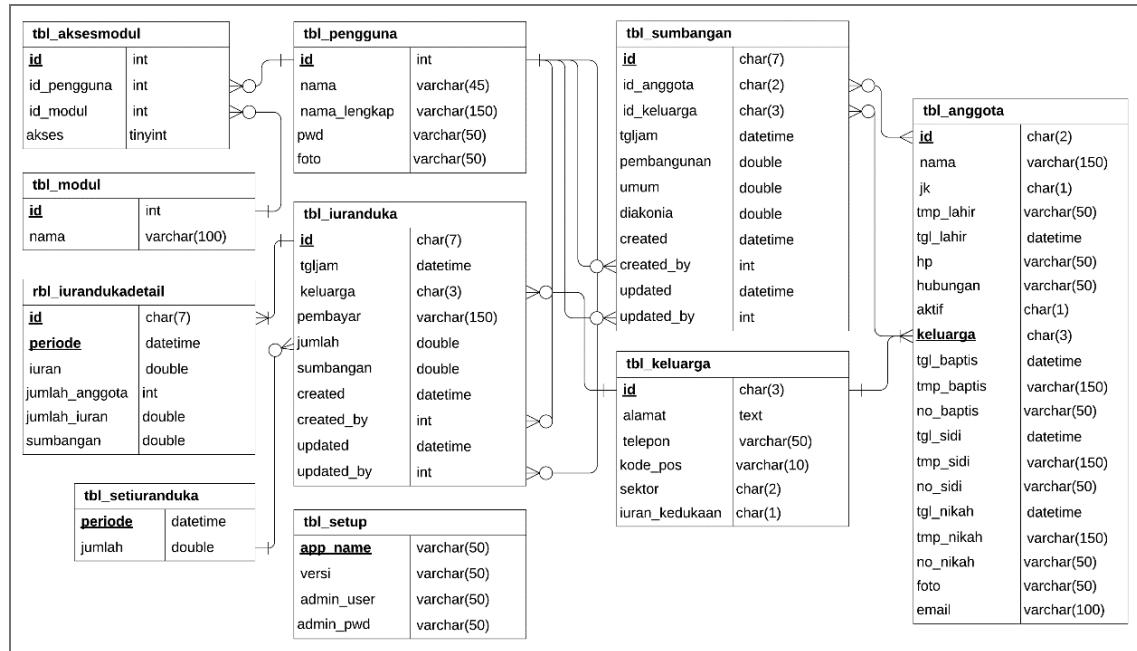 tbl_aksesmodul
id int
id_pengguna int
id_modul int
akses tinyint
tbl_modul
id int
nama varchar(100)
rbl_iurandukadetail
id char(7)
periode datetime
iuran double
jumlah_anggota int
jumlah_iuran double
sumbangan double
tbl_setiuranduka
periode datetime
jumlah double
tbl_pengguna
id int
nama varchar(45)
nama_lengkap varchar(150)
pwd varchar(50)
foto varchar(50)
tbl_iuranduka
id char(7)
tgljam datetime
keluarga char(3)
pembayar varchar(150)
jumlah double
sumbangan double
created datetime
created_by int
updated datetime
updated_by int
tbl_setup
app_name varchar(50)
versi varchar(50)
admin_user varchar(50)
admin_pwd varchar(50)
tbl_sumbangan
id char(7)
id_anggota char(2)
id_keluarga char(3)
tgljam datetime
pembangunan double
umum double
diakonia double
created datetime
created_by int
updated datetime
updated_by int
tbl_keluarga
id char(3)
alamat text
telepon varchar(50)
kode_pos varchar(10)
sektor char(2)
iuran_kedukaan char(1)
tbl_anggota
id char(2)
nama varchar(150)
jk char(1)
tmp_lahir varchar(50)
tgl_lahir datetime
hp varchar(50)
hubungan varchar(50)
aktif char(1)
keluarga char(3)
tgl_baptis datetime
tmp_baptis varchar(150)
no_baptis varchar(50)
tgl_sidi datetime
tmp_sidi varchar(150)
no_sidi varchar(50)
tgl_nikah datetime
tmp_nikah varchar(150)
no_nikah varchar(50)
foto varchar(50)
email varchar(100)